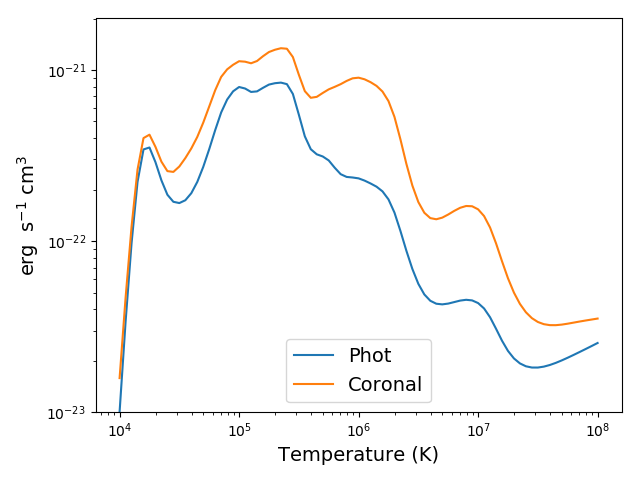 10⁻²¹
10⁻²²
10⁻²³
erg s⁻¹ cm³
Phot
Coronal
10⁴ 10⁵ 10⁶ 10⁷ 10⁸
Temperature (K)